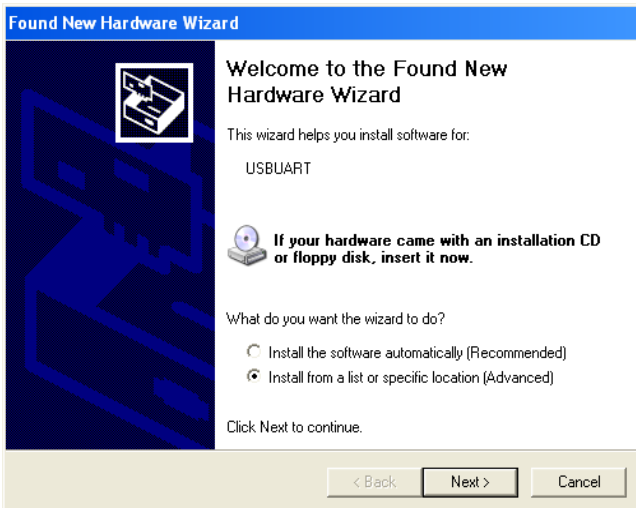 Found New Hardware Wizard
Welcome to the Found New
Hardware Wizard
This wizard helps you install software for:
USBUART
If your hardware came with an installation CD
or floppy disk, insert it now.
What do you want the wizard to do?
Install the software automatically (Recommended)
Install from a list or specific location (Advanced)
Click Next to continue.
< Back
Next >
Cancel